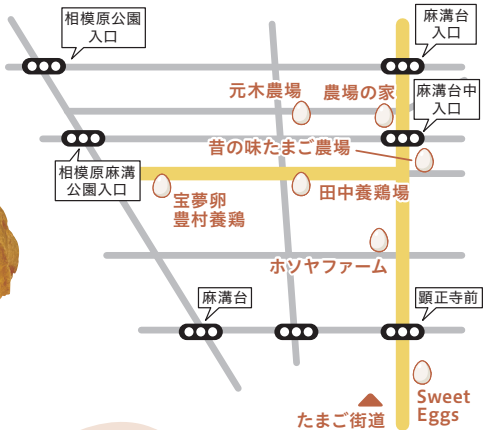 相模原公園
入口
麻溝台
入口
元木農場
農場の家
麻溝台中
入口
昔の味たまご農場
相模原麻溝
公園入口
宝夢卵
豊村養鶏
田中養鶏場
ホソヤファーム
麻溝台
顕正寺前
Sweet
Eggs
たまご街道